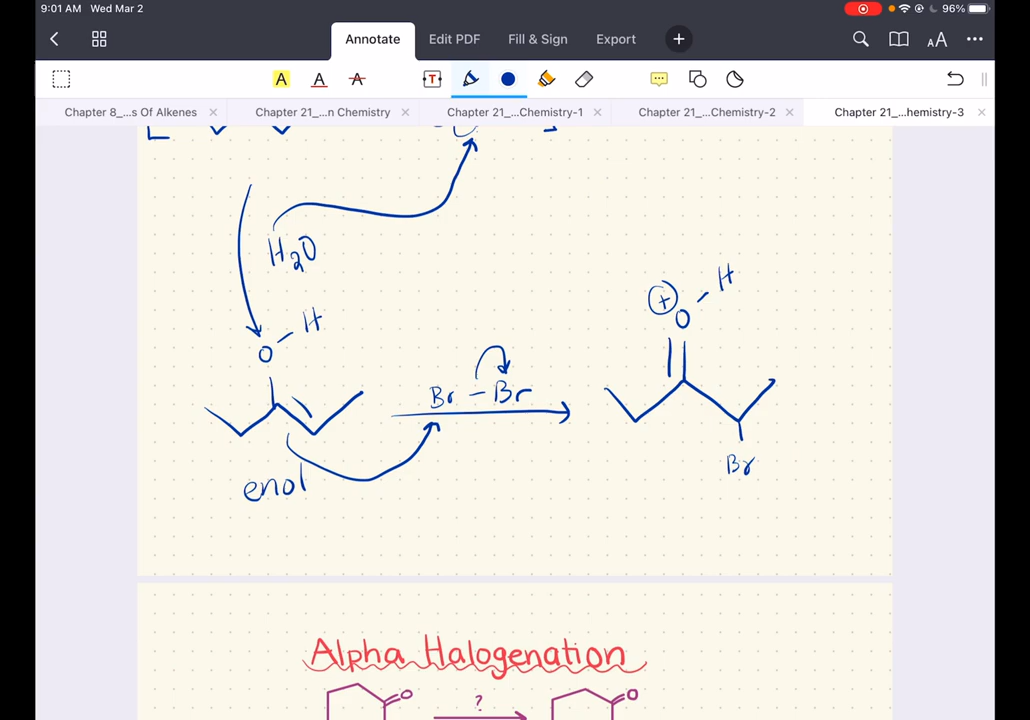 9:01 AM Wed Mar 2
96%
Annotate
Edit PDF
Fill & Sign
Export
A
A
A
T
AA
Chapter 8_...s Of Alkenes
Chapter 21_...n Chemistry
Chapter 21_...Chemistry-1
Chapter 21_...Chemistry-2
Chapter 21_...hemistry-3
H₂O
+
H
O
H
O
Br - Br
Br
enol
Alpha Halogenation
O
?
O